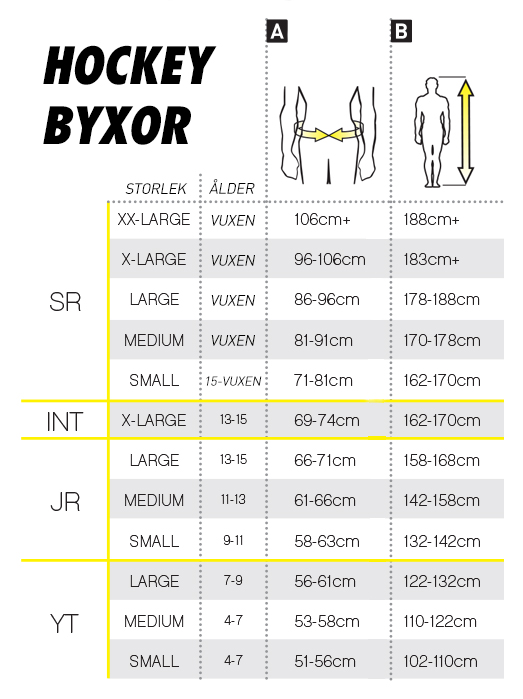 A B
HOCKEY
BYXOR
STORLEK ÅLDER
XX-LARGE VUXEN 106cm+ 188cm+
X-LARGE VUXEN 96-106cm 183cm+
SR LARGE VUXEN 86-96cm 178-188cm
MEDIUM VUXEN 81-91cm 170-178cm
SMALL 15-VUXEN 71-81cm 162-170cm
INT X-LARGE 13-15 69-74cm 162-170cm
LARGE 13-15 66-71cm 158-168cm
JR MEDIUM 11-13 61-66cm 142-158cm
SMALL 9-11 58-63cm 132-142cm
LARGE 7-9 56-61cm 122-132cm
YT MEDIUM 4-7 53-58cm 110-122cm
SMALL 4-7 51-56cm 102-110cm